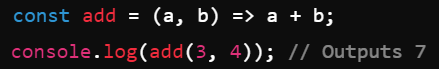 const add = (a, b) => a + b;
console.log(add(3, 4)); // Outputs 7